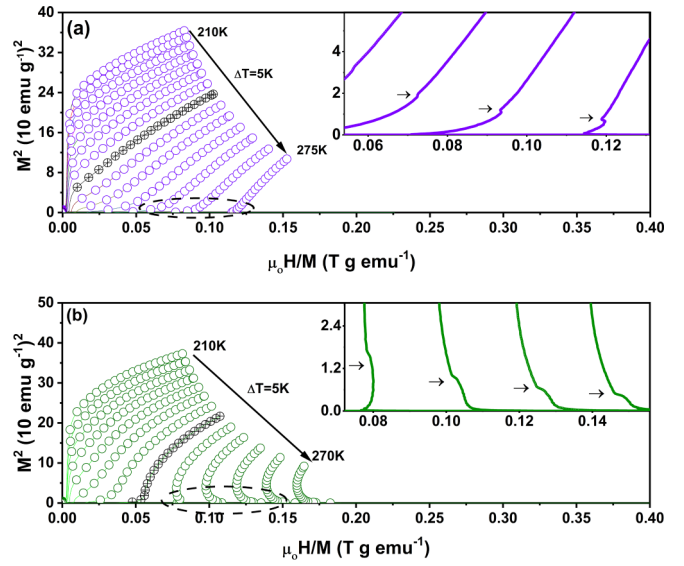 (a)
210K
ΔT=5K
275K
M² (10 emu g⁻¹)²
40
32
24
16
8
0
0.00 0.05 0.10 0.15 0.20 0.25 0.30 0.35 0.40
μₒH/M (T g emu⁻¹)
4
2
0
→
→
→
0.06 0.08 0.10 0.12
(b)
210K
ΔT=5K
270K
M² (10 emu g⁻¹)²
50
40
30
20
10
0
0.00 0.05 0.10 0.15 0.20 0.25 0.30 0.35 0.40
μₒH/M (T g emu⁻¹)
2.4
1.2
0.0
→
→
→
→
0.08 0.10 0.12 0.14